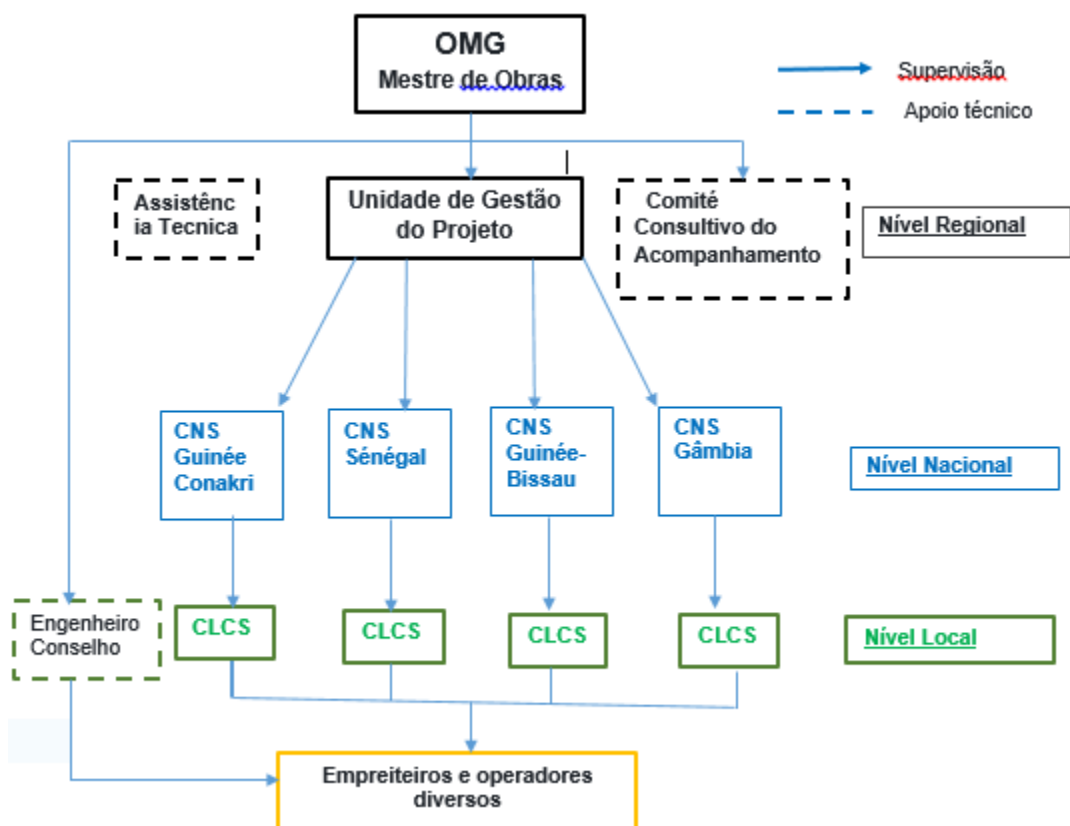 OMG
Mestre de Obras
Supervisão
Apoio técnico
Assistênc
ia Tecnica
Unidade de Gestão
do Projeto
Comité
Consultivo do
Acompanhamento
Nível Regional
CNS
Guinée
Conakri
CNS
Sénégal
CNS
Guinée-
Bissau
CNS
Gâmbia
Nível Nacional
Engenheiro
Conselho
CLCS
CLCS
CLCS
CLCS
Nível Local
Empreiteiros e operadores
diversos